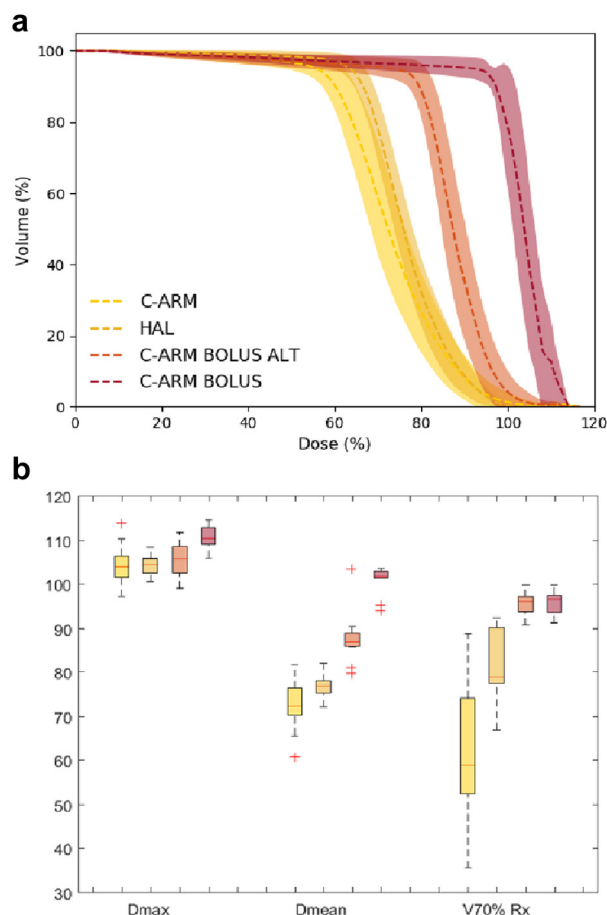 a
100
80
60
40
20
0
Volume (%)
C-ARM
HAL
C-ARM BOLUS ALT
C-ARM BOLUS
0 20 40 60 80 100 120
Dose (%)
b
120
110
100
90
80
70
60
50
40
30
Dmax Dmean V70% Rx